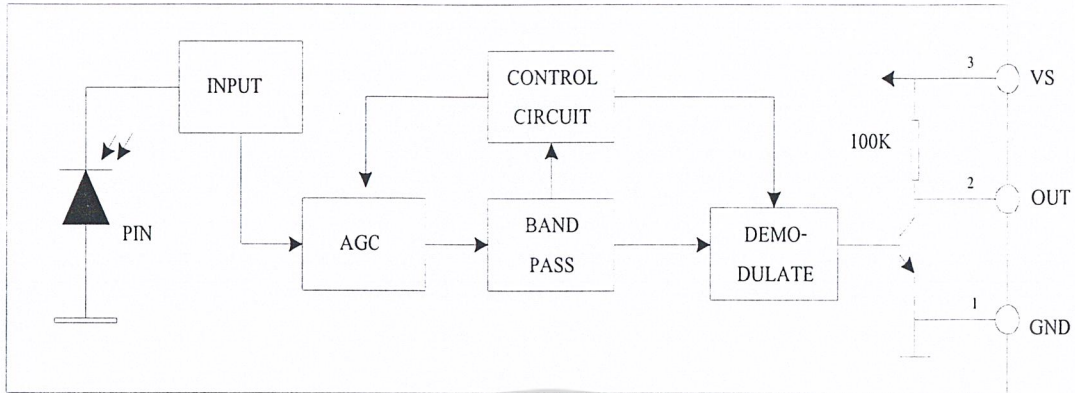 INPUT
CONTROL
CIRCUIT
3
VS
100K
2
OUT
PIN
AGC
BAND
PASS
DEMO-
DULATE
1
GND